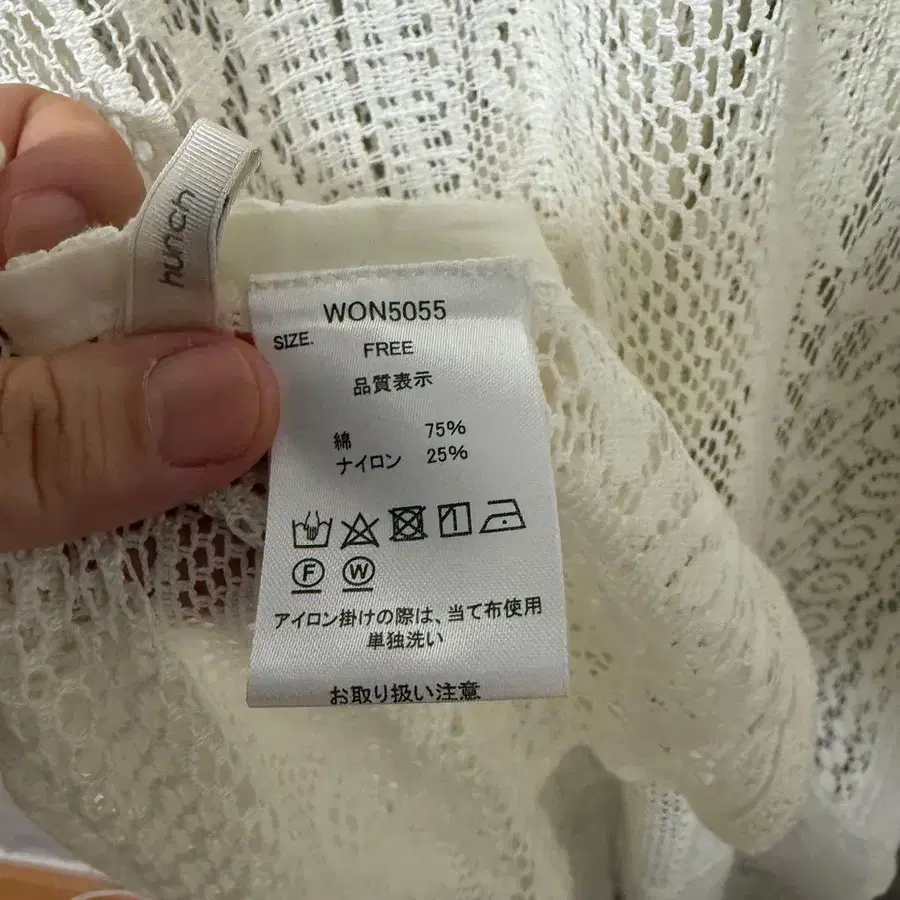 hunch
WON5055
SIZE.
FREE
品質表示
綿 75%
ナイロン 25%
F W
アイロン掛けの際は、当て布使用
単独洗い
お取り扱い注意